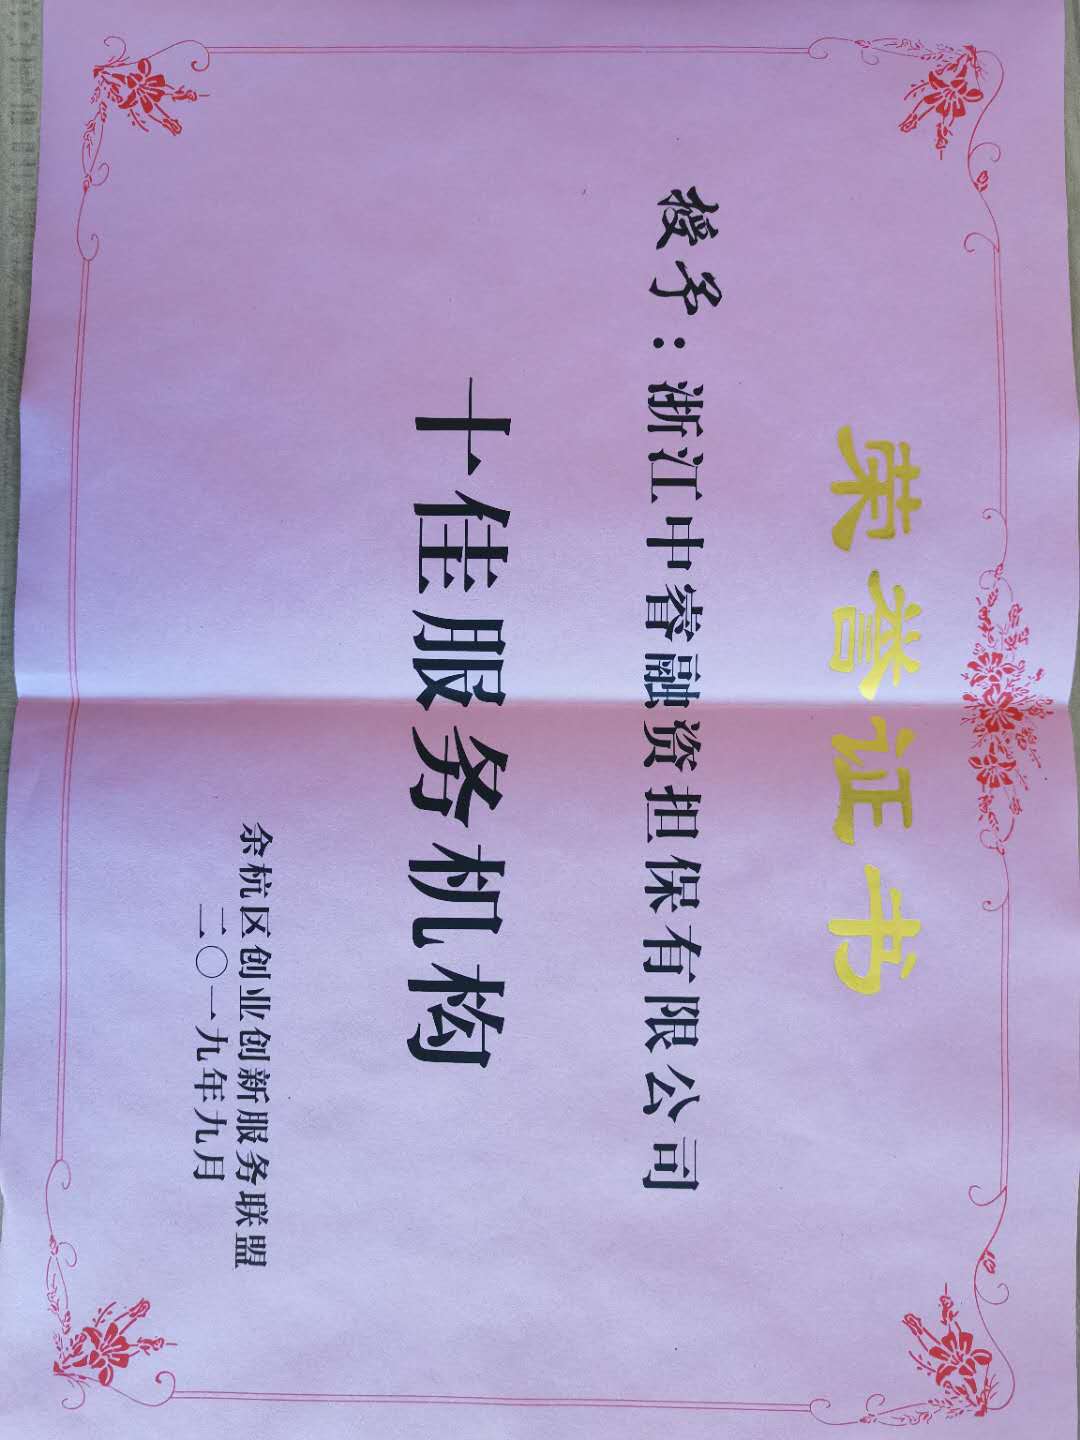 荣誉证书
授予：浙江中睿融资担保有限公司
十佳服务机构
余杭区创业创新服务联盟
二〇一九年九月